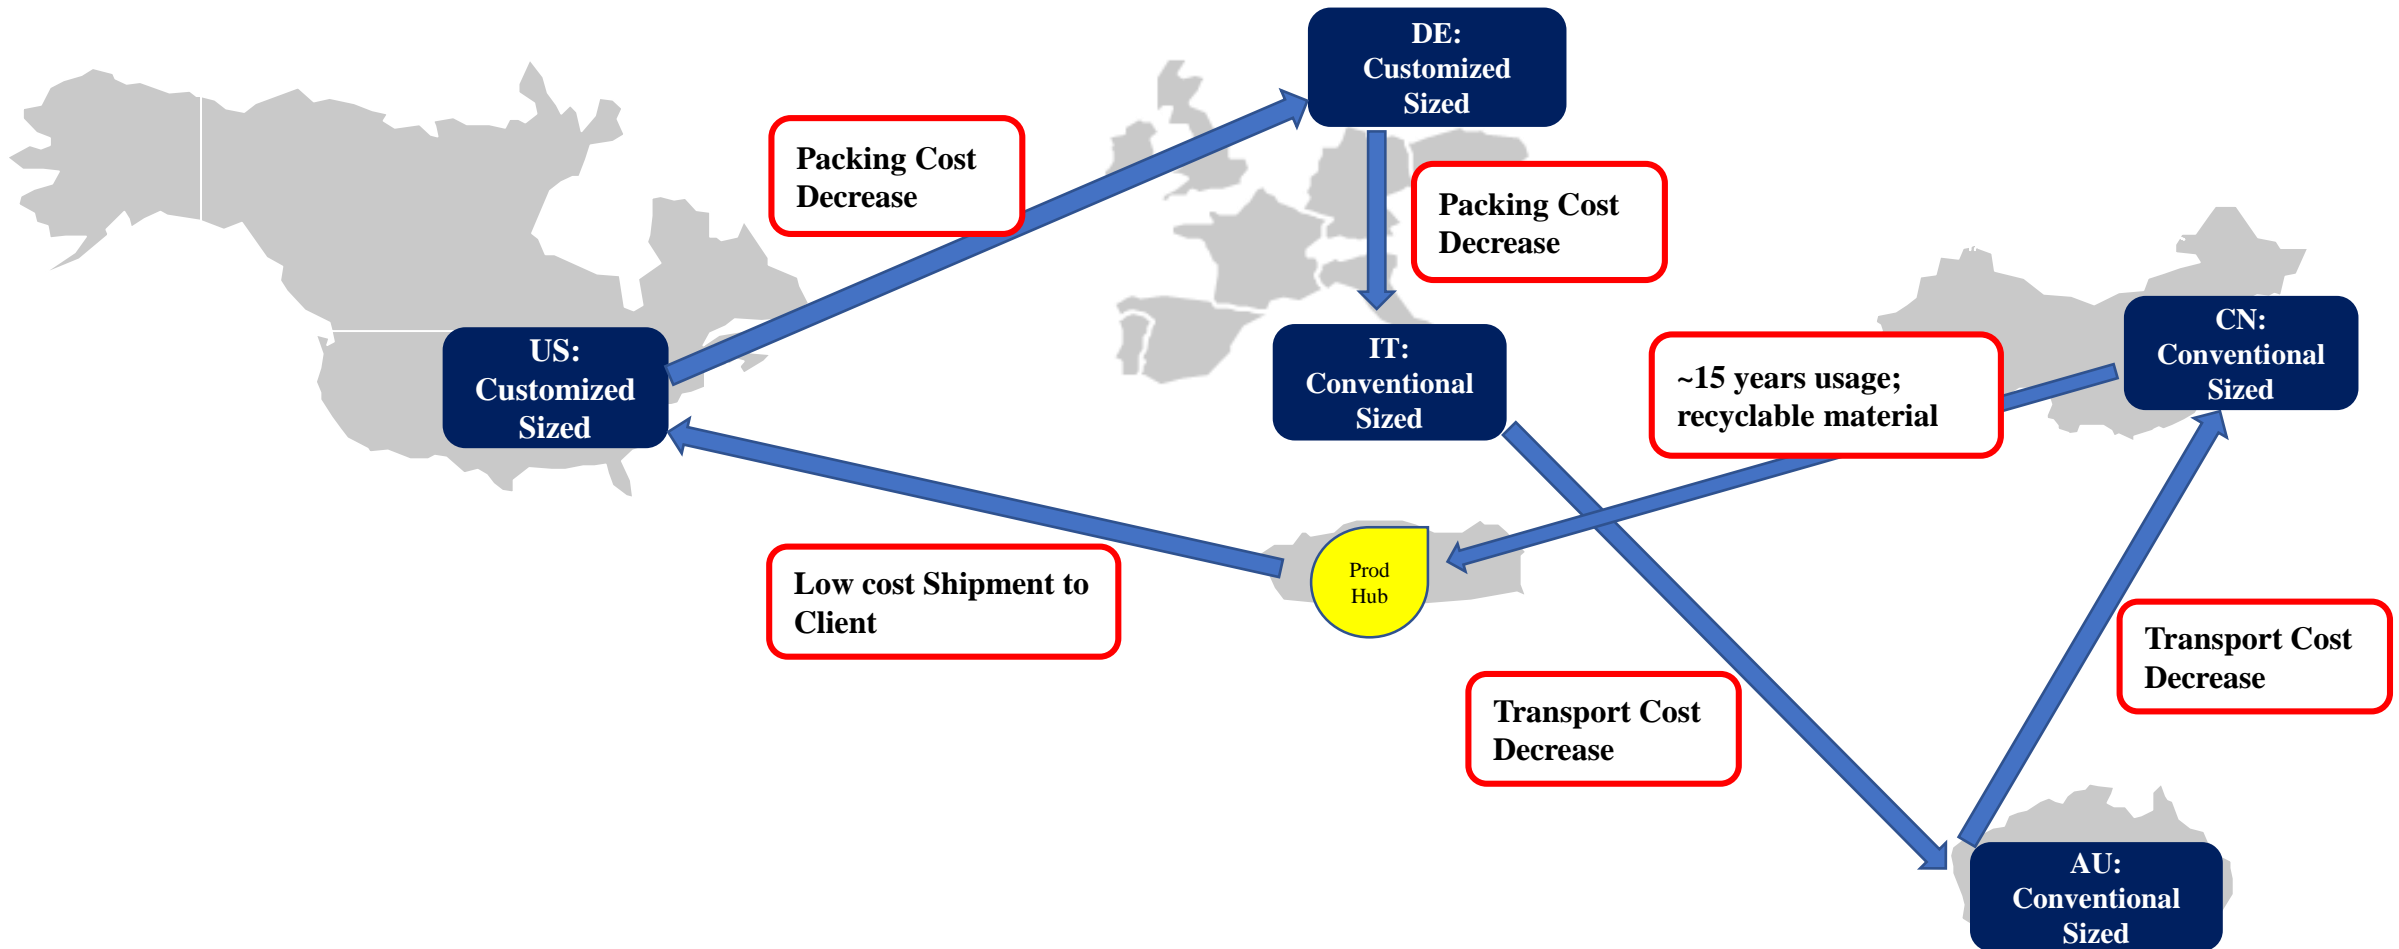 DE:
Customized
Sized
Packing Cost
Decrease
Packing Cost
Decrease
US:
Customized
Sized
IT:
Conventional
Sized
~15 years usage;
recyclable material
CN:
Conventional
Sized
Prod
Hub
Low cost Shipment to
Client
Transport Cost
Decrease
Transport Cost
Decrease
AU:
Conventional
Sized